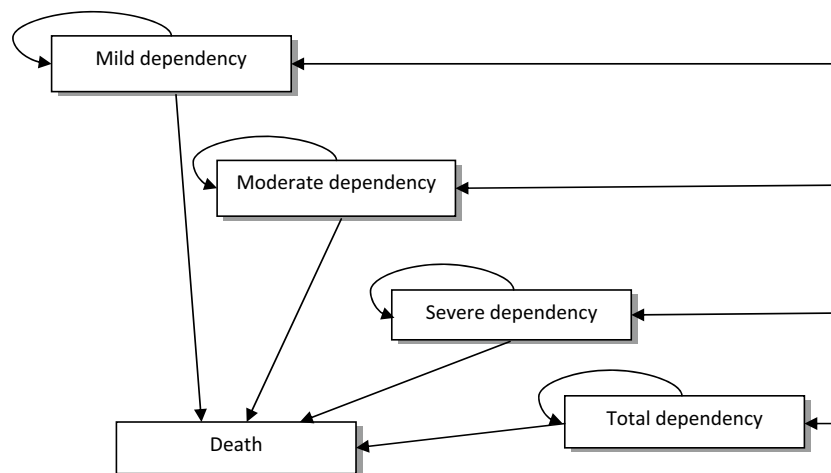 Mild dependency
Moderate dependency
Severe dependency
Total dependency
Death